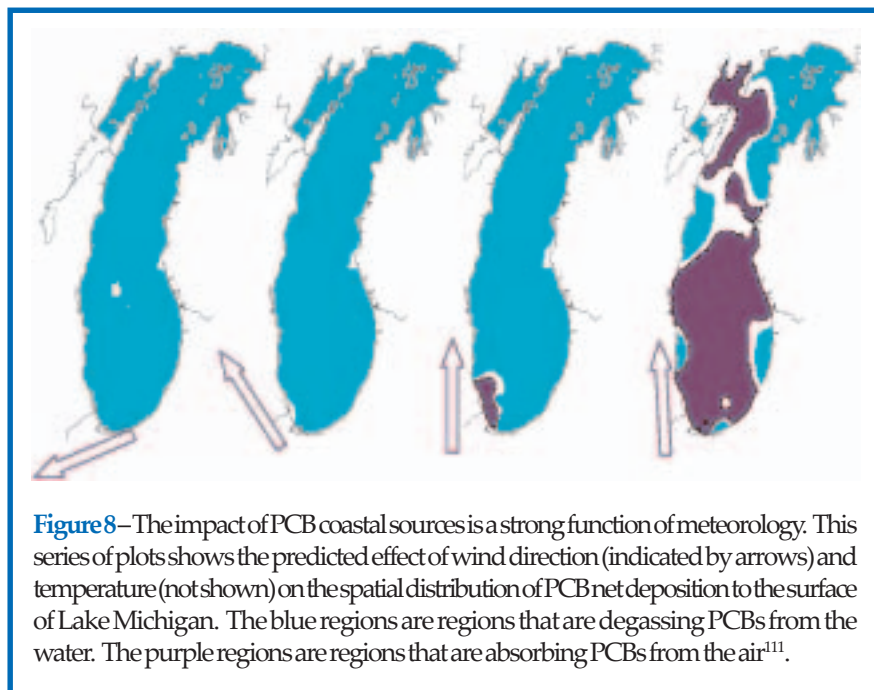 Figure 8 – The impact of PCB coastal sources is a strong function of meteorology. This
series of plots shows the predicted effect of wind direction (indicated by arrows) and
temperature (not shown) on the spatial distribution of PCB net deposition to the surface
of Lake Michigan. The blue regions are regions that are degassing PCBs from the
water. The purple regions are regions that are absorbing PCBs from the air¹¹¹.